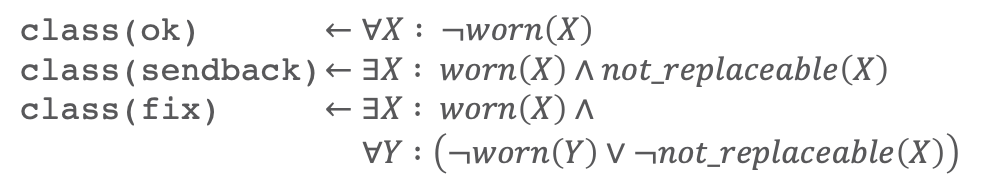 class(ok) ← ∀X : ¬worn(X)
class(sendback) ← ∃X : worn(X) ∧ not_replaceable(X)
class(fix) ← ∃X : worn(X) ∧
∀Y : (¬worn(Y) ∨ ¬not_replaceable(X))